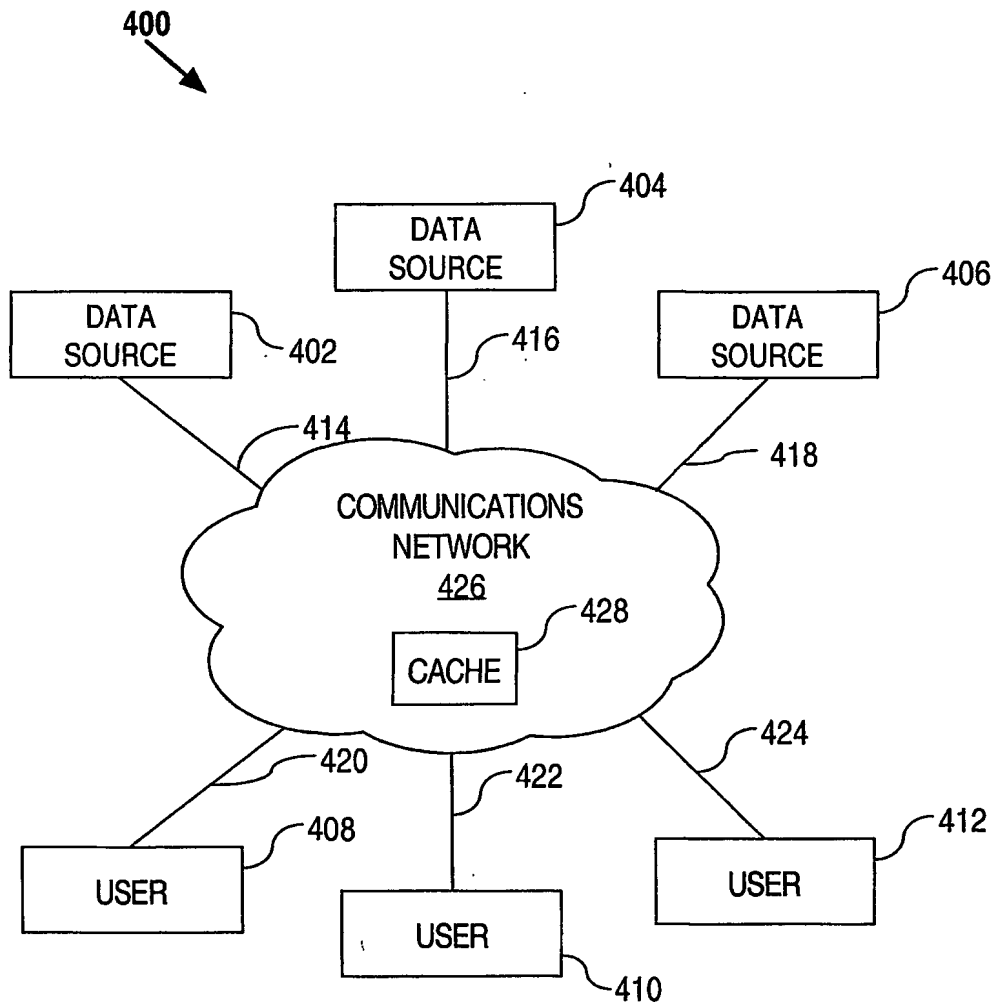 400
404
DATA
SOURCE
406
DATA
SOURCE
402
DATA
SOURCE
416
414
418
COMMUNICATIONS
NETWORK
426
428
CACHE
424
420
422
408
412
USER
USER
USER
410